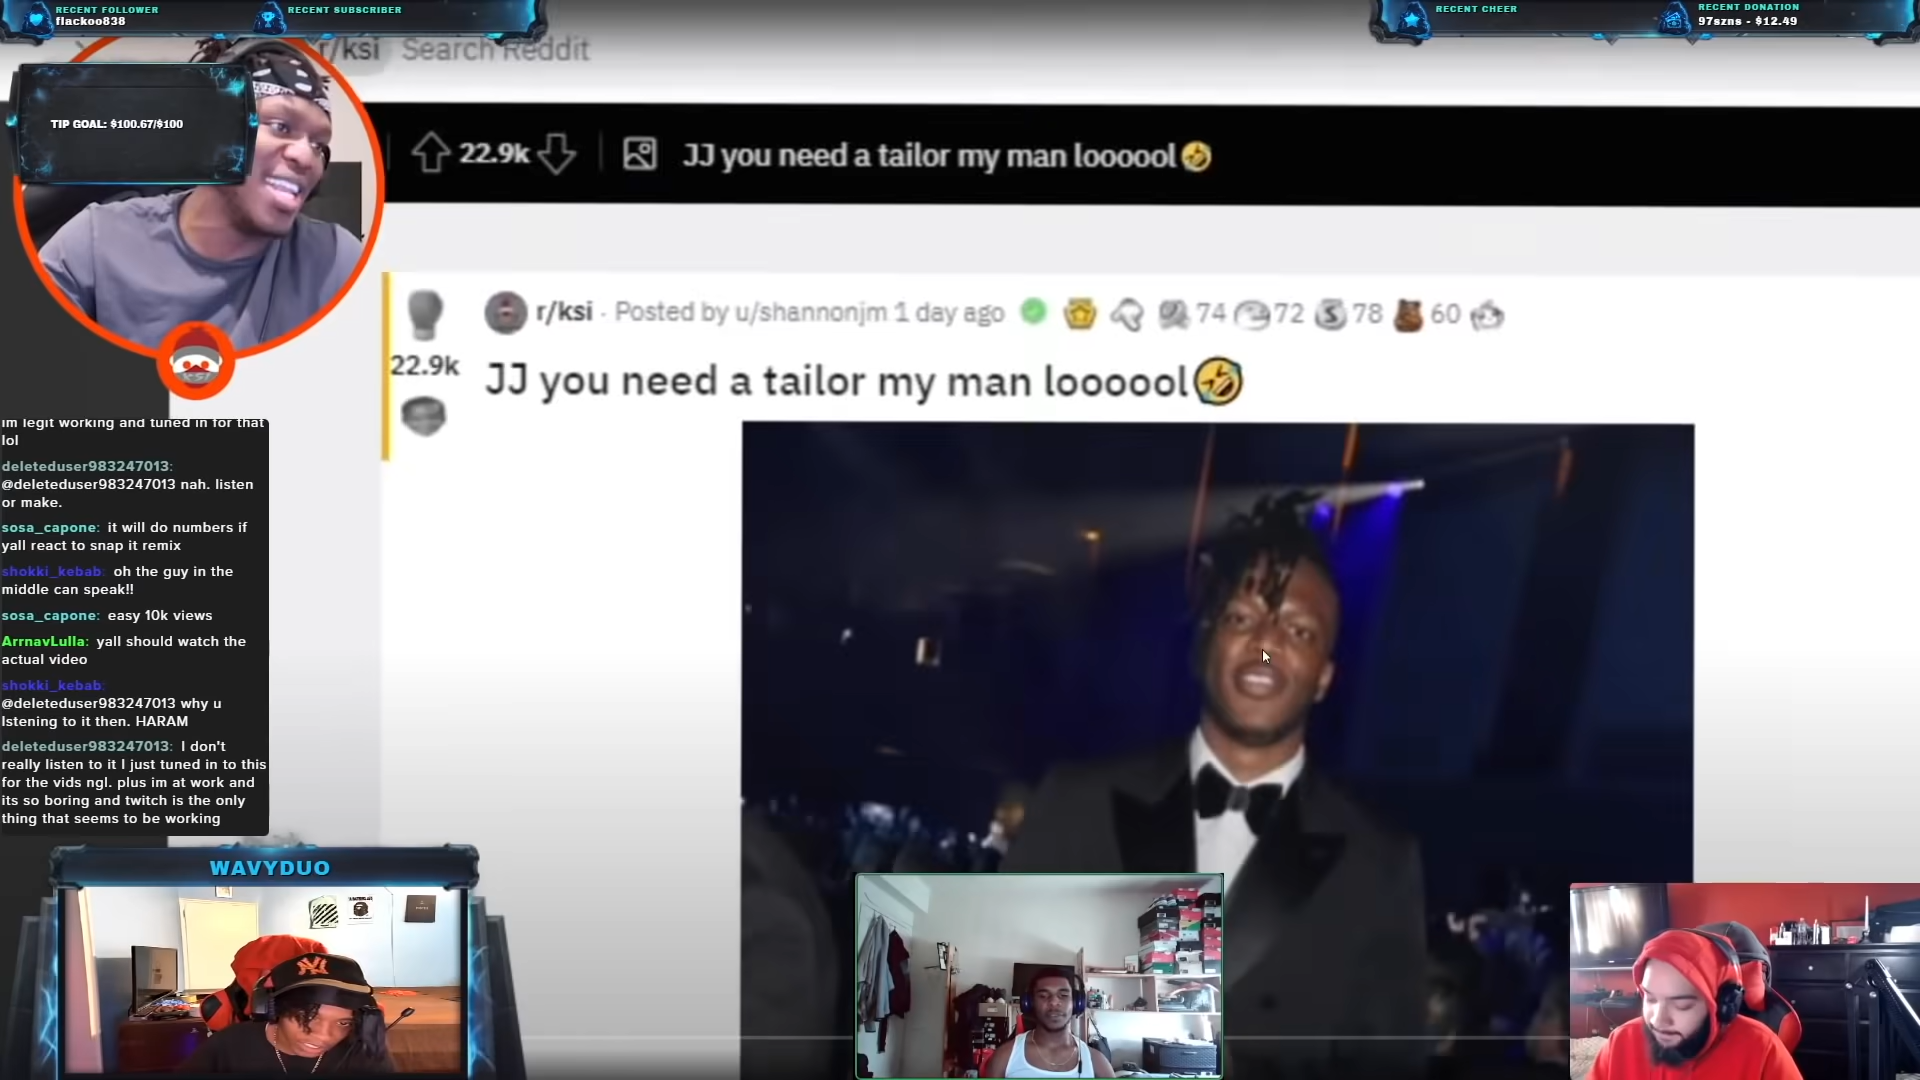 RECENT FOLLOWER
flackoo838
RECENT SUBSCRIBER
RECENT CHEER
RECENT DONATION
97szns - $12.49
r/ksi Search Reddit
TIP GOAL: $100.67/$100
22.9k JJ you need a tailor my man loooool🤣
r/ksi · Posted by u/shannonjm 1 day ago 74 72 78 60
22.9k
JJ you need a tailor my man loooool🤣
im legit working and tuned in for that
lol
deleteduser983247013:
@deleteduser983247013 nah. listen
or make.
sosa_capone: it will do numbers if
yall react to snap it remix
shokki_kebab: oh the guy in the
middle can speak!!
sosa_capone: easy 10k views
ArrnavLulla: yall should watch the
actual video
shokki_kebab:
@deleteduser983247013 why u
lstening to it then. HARAM
deleteduser983247013: I don't
really listen to it I just tuned in to this
for the vids ngl. plus im at work and
its so boring and twitch is the only
thing that seems to be working
WAVYDUO